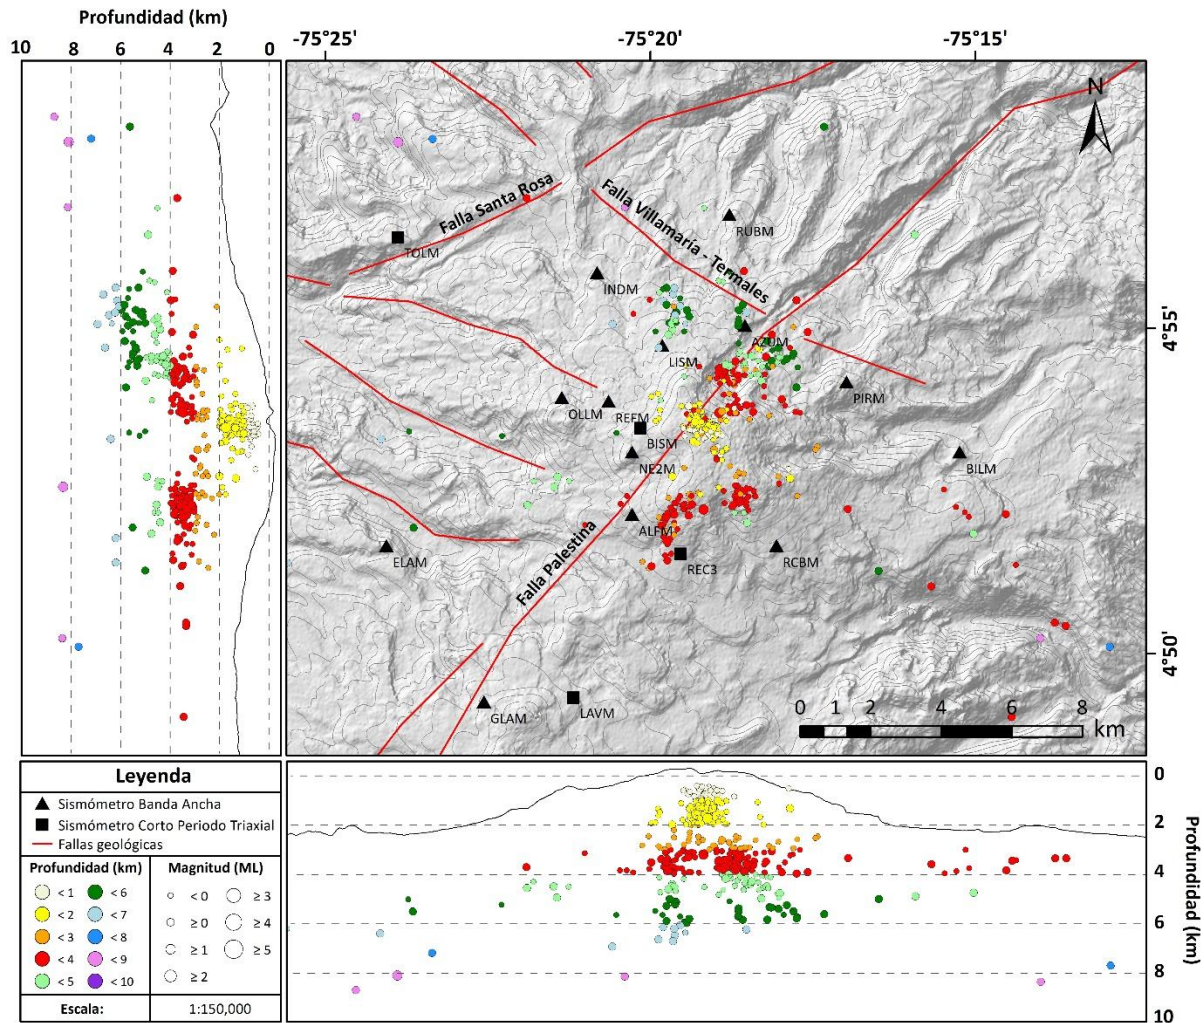 Profundidad (km)
10 8 6 4 2 0
-75°25' -75°20' -75°15'
N
Falla Santa Rosa
Falla Villamaría - Termales
RUBM
TOLM
INDM
4°55'
AZUM
LISM
PIRM
OLLM
REFM
BISM
NE2M
BILM
ALFM
Falla Palestina
ELAM
REC3
RCBM
4°50'
GLAM
LAVM
0 2 4 6 8
km
Leyenda
Sismómetro Banda Ancha
Sismómetro Corto Periodo Triaxial
Fallas geológicas
Profundidad (km) Magnitud (ML)
< 1 < 6 < 0 ≥ 3
< 2 < 7 ≥ 0 ≥ 4
< 3 < 8 ≥ 1 ≥ 5
< 4 < 9 ≥ 2
< 5 < 10
Escala: 1:150,000
0
2
4
6
8
10
Profundidad (km)